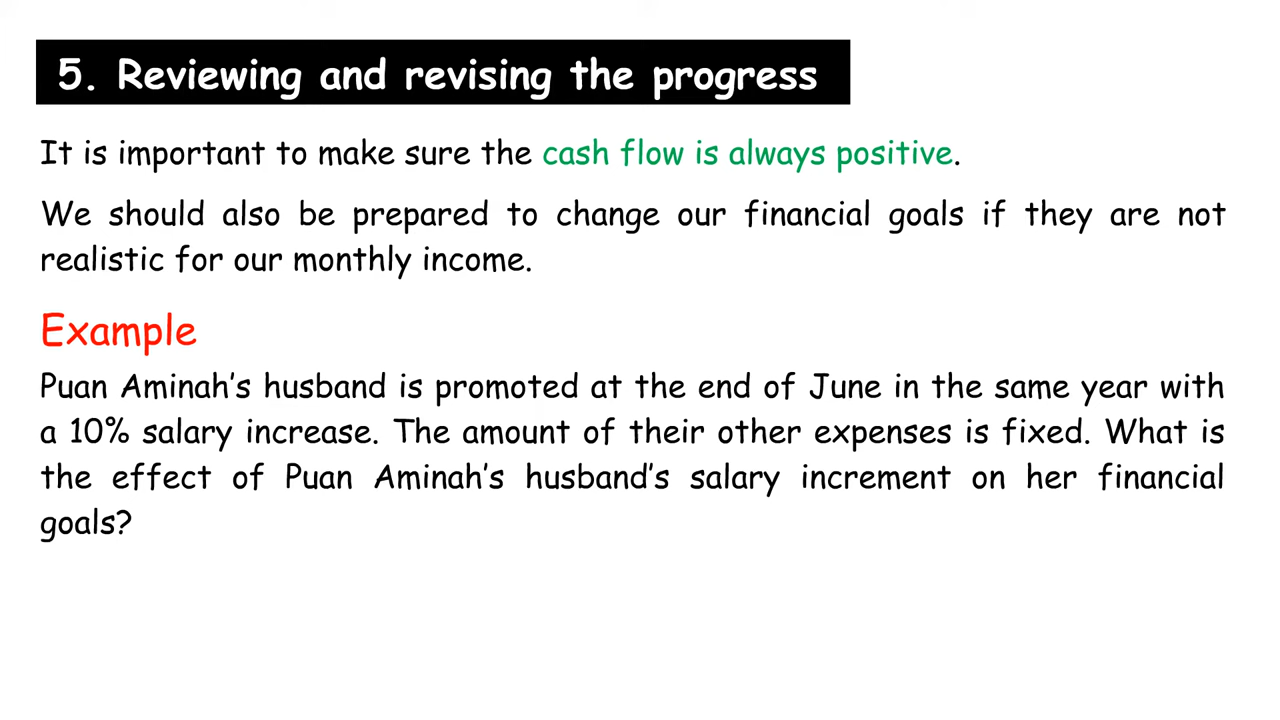 5. Reviewing and revising the progress
It is important to make sure the cash flow is always positive.
We should also be prepared to change our financial goals if they are not
realistic for our monthly income.
Example
Puan Aminah’s husband is promoted at the end of June in the same year with
a 10% salary increase. The amount of their other expenses is fixed. What is
the effect of Puan Aminah’s husband’s salary increment on her financial
goals?